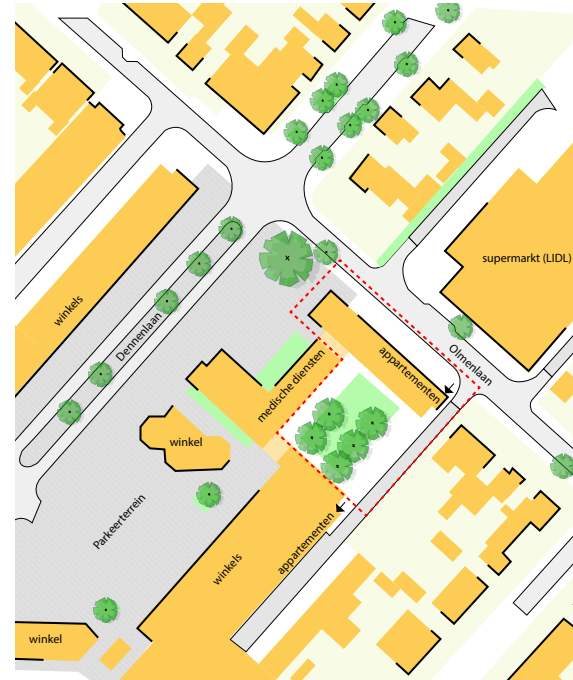 supermarkt (LIDL)
winkels
Dennenlaan
Olmenlaan
appartementen
medische diensten
winkel
Parkeerterrein
winkels
appartementen
winkel